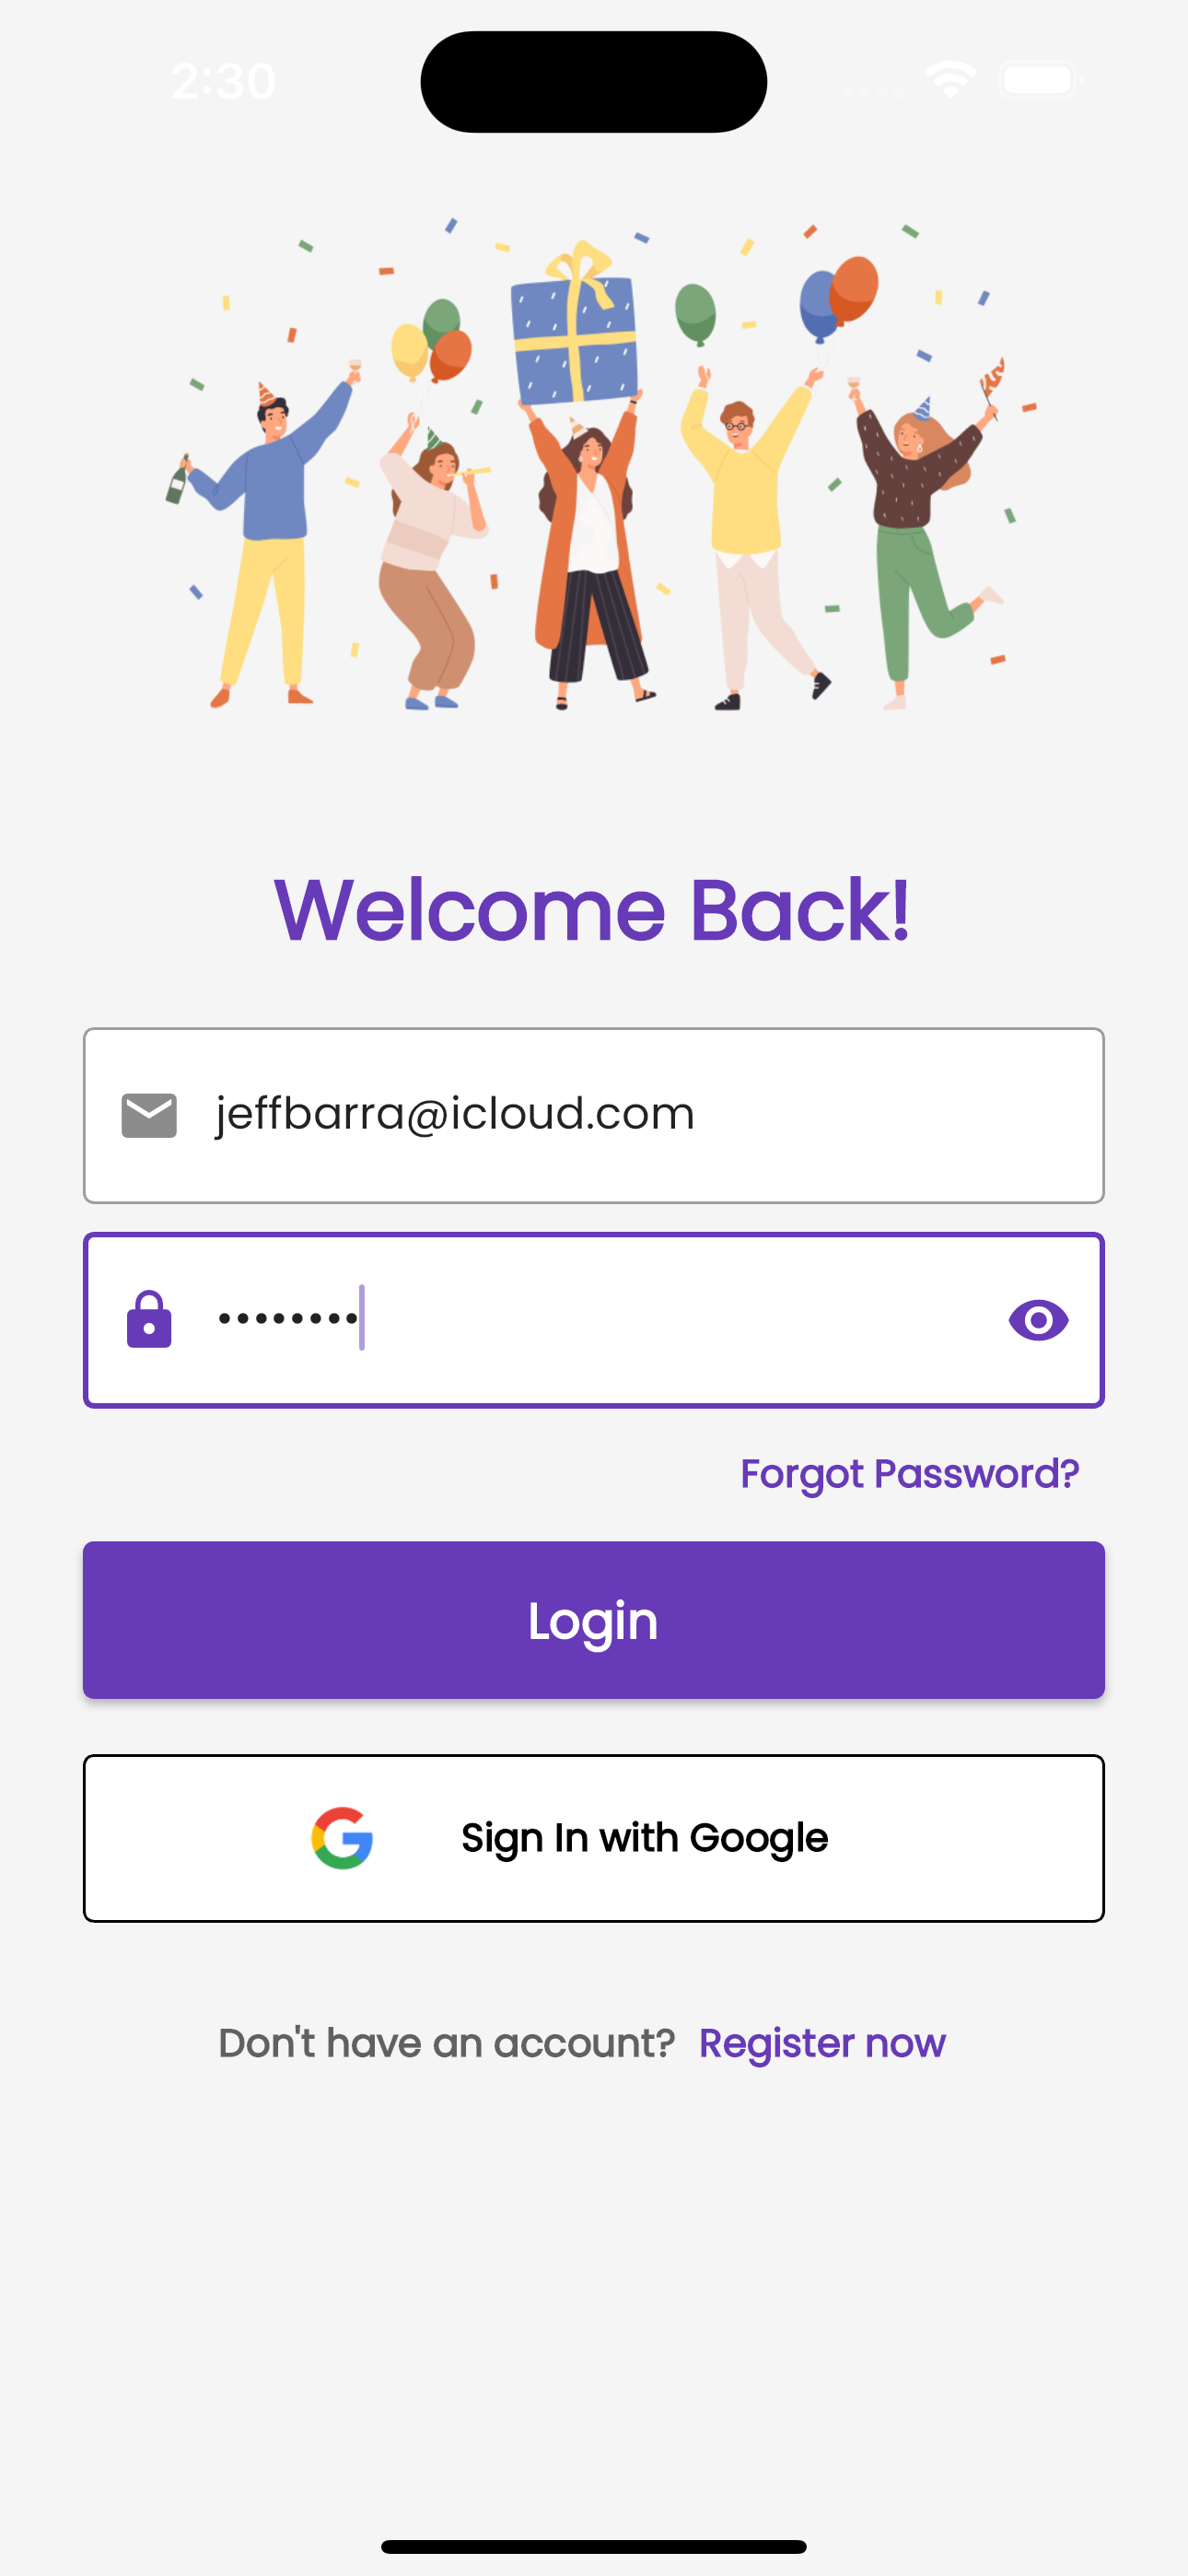 2:30
Welcome Back!
jeffbarra@icloud.com
••••••••
Forgot Password?
Login
Sign In with Google
Don't have an account? Register now